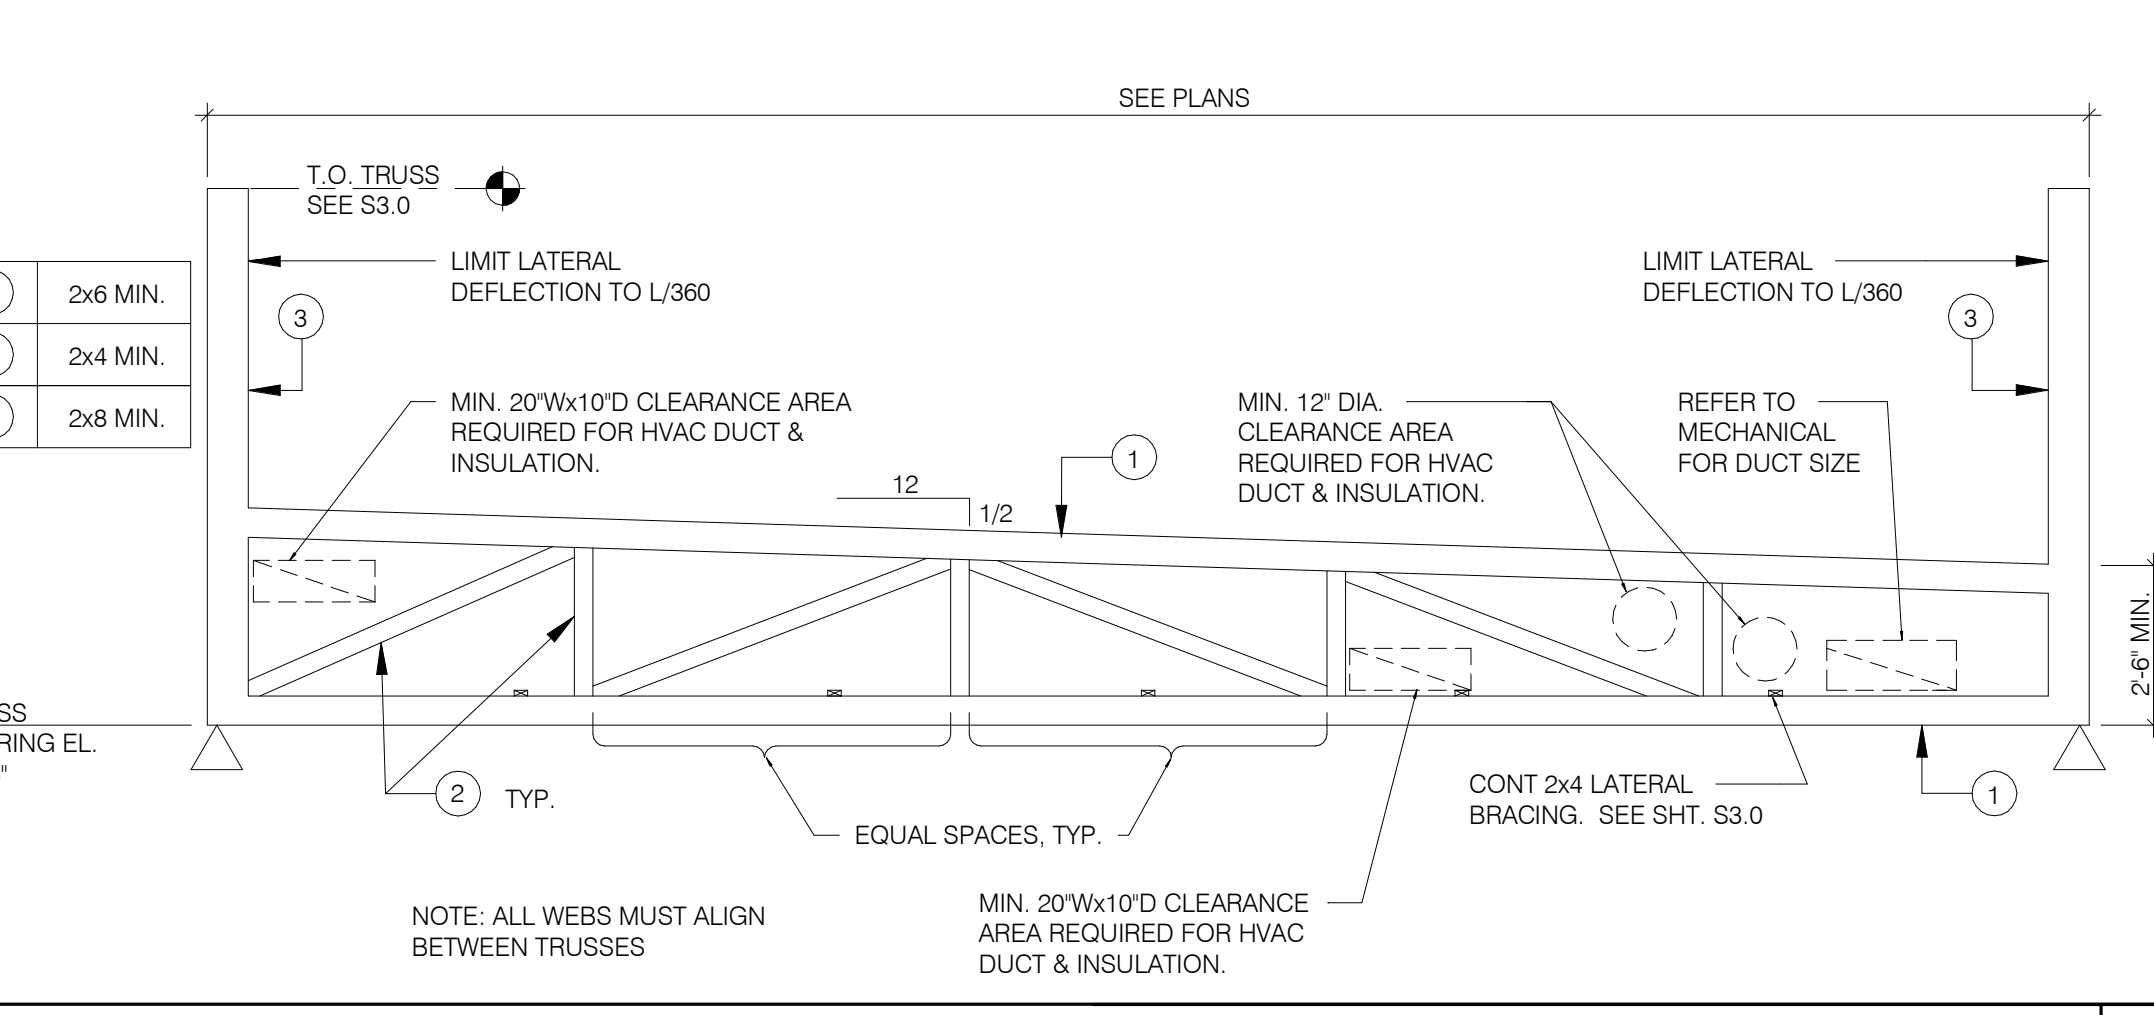 SEE PLANS
T.O. TRUSS
SEE S3.0
LIMIT LATERAL
DEFLECTION TO L/360
LIMIT LATERAL
DEFLECTION TO L/360
2x6 MIN.
2x4 MIN.
2x8 MIN.
3
3
MIN. 20"Wx10"D CLEARANCE AREA
REQUIRED FOR HVAC DUCT &
INSULATION.
MIN. 12" DIA.
CLEARANCE AREA
REQUIRED FOR HVAC
DUCT & INSULATION.
REFER TO
MECHANICAL
FOR DUCT SIZE
1
12
1/2
2'-6" MIN.
SS
RING EL.
"
2
TYP.
EQUAL SPACES, TYP.
CONT 2x4 LATERAL
BRACING.  SEE SHT. S3.0
1
NOTE: ALL WEBS MUST ALIGN
BETWEEN TRUSSES
MIN. 20"Wx10"D CLEARANCE
AREA REQUIRED FOR HVAC
DUCT & INSULATION.